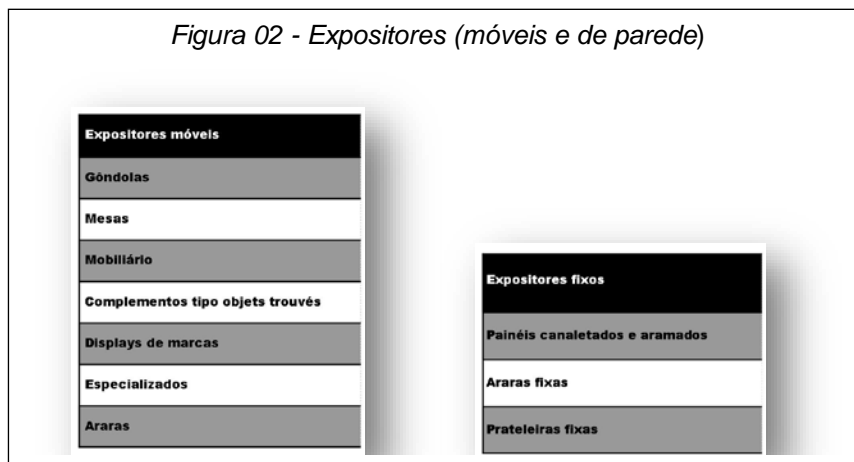 Figura 02 - Expositores (móveis e de parede)
Expositores móveis
Gôndolas
Mesas
Mobiliário
Complementos tipo objets trouvés
Displays de marcas
Especializados
Araras
Expositores fixos
Painéis canaletados e aramados
Araras fixas
Prateleiras fixas